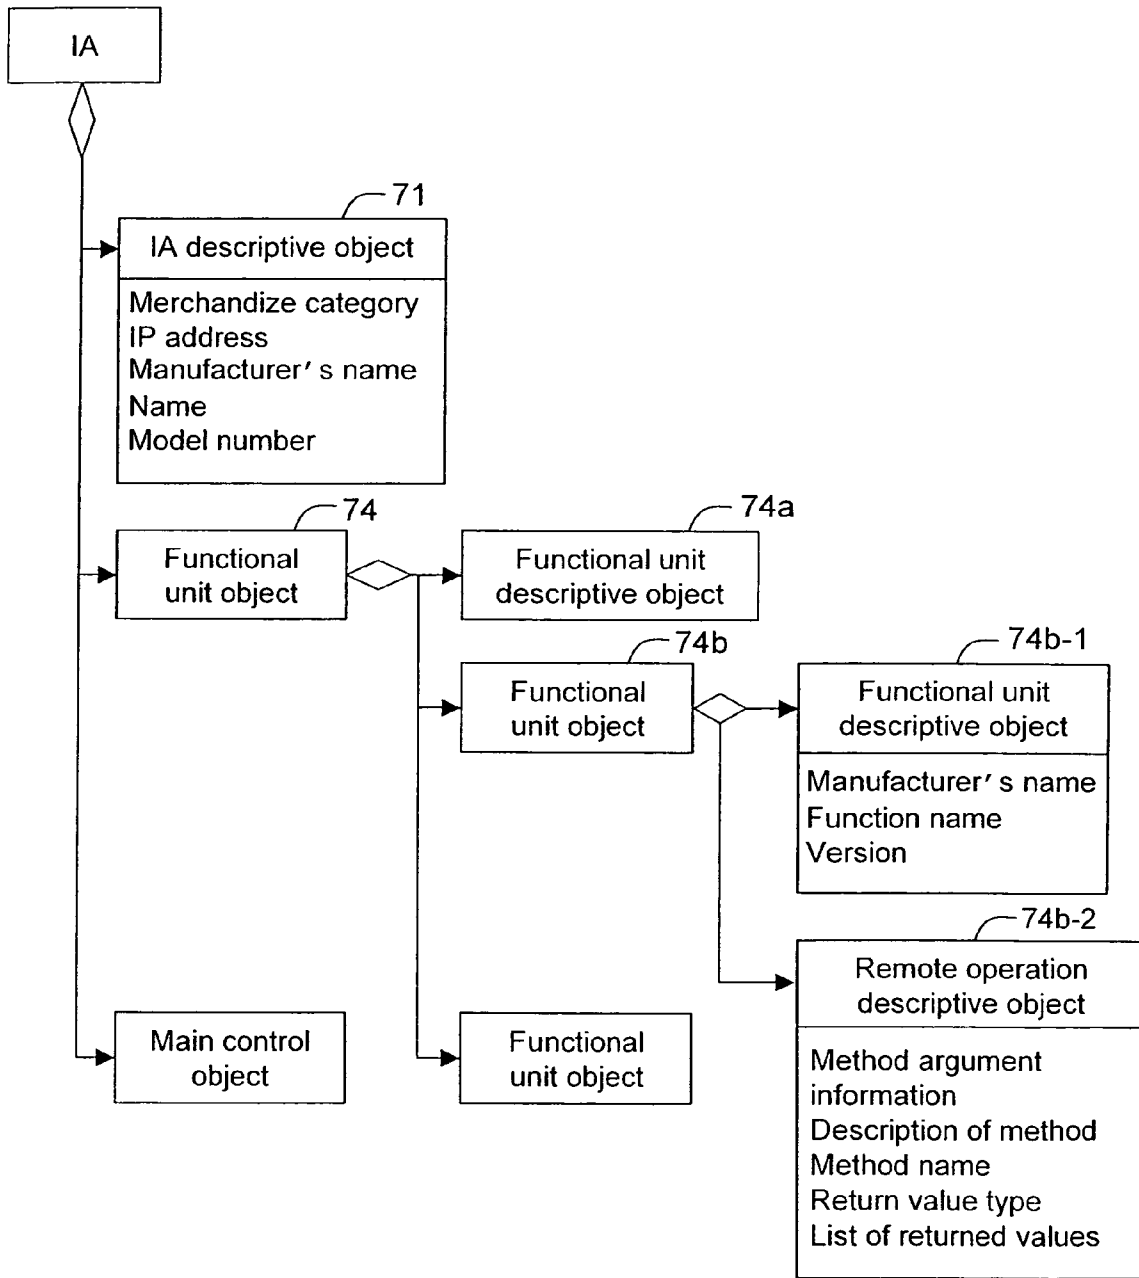 IA
71
IA descriptive object
Merchandize category
IP address
Manufacturer's name
Name
Model number
74
Functional
unit object
74a
Functional unit
descriptive object
74b
Functional
unit object
74b-1
Functional unit
descriptive object
Manufacturer's name
Function name
Version
74b-2
Remote operation
descriptive object
Method argument
information
Description of method
Method name
Return value type
List of returned values
Main control
object
Functional
unit object